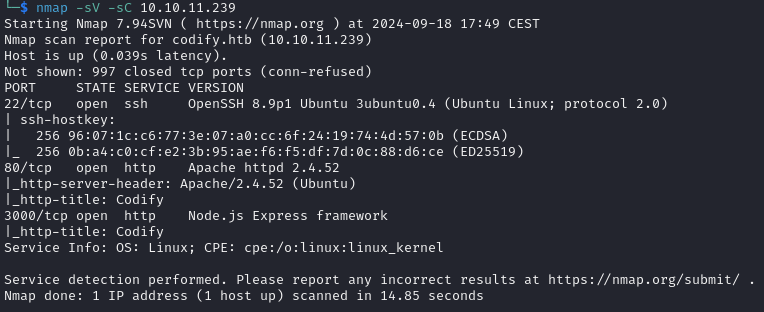 └─$ nmap -sV -sC 10.10.11.239
Starting Nmap 7.94SVN ( https://nmap.org ) at 2024-09-18 17:49 CEST
Nmap scan report for codify.htb (10.10.11.239)
Host is up (0.039s latency).
Not shown: 997 closed tcp ports (conn-refused)
PORT     STATE SERVICE VERSION
22/tcp   open  ssh     OpenSSH 8.9p1 Ubuntu 3ubuntu0.4 (Ubuntu Linux; protocol 2.0)
| ssh-hostkey:
|   256 96:07:1c:c6:77:3e:07:a0:cc:6f:24:19:74:4d:57:0b (ECDSA)
|_  256 0b:a4:c0:cf:e2:3b:95:ae:f6:f5:df:7d:0c:88:d6:ce (ED25519)
80/tcp   open  http    Apache httpd 2.4.52
|_http-server-header: Apache/2.4.52 (Ubuntu)
|_http-title: Codify
3000/tcp open  http    Node.js Express framework
|_http-title: Codify
Service Info: OS: Linux; CPE: cpe:/o:linux:linux_kernel

Service detection performed. Please report any incorrect results at https://nmap.org/submit/ .
Nmap done: 1 IP address (1 host up) scanned in 14.85 seconds